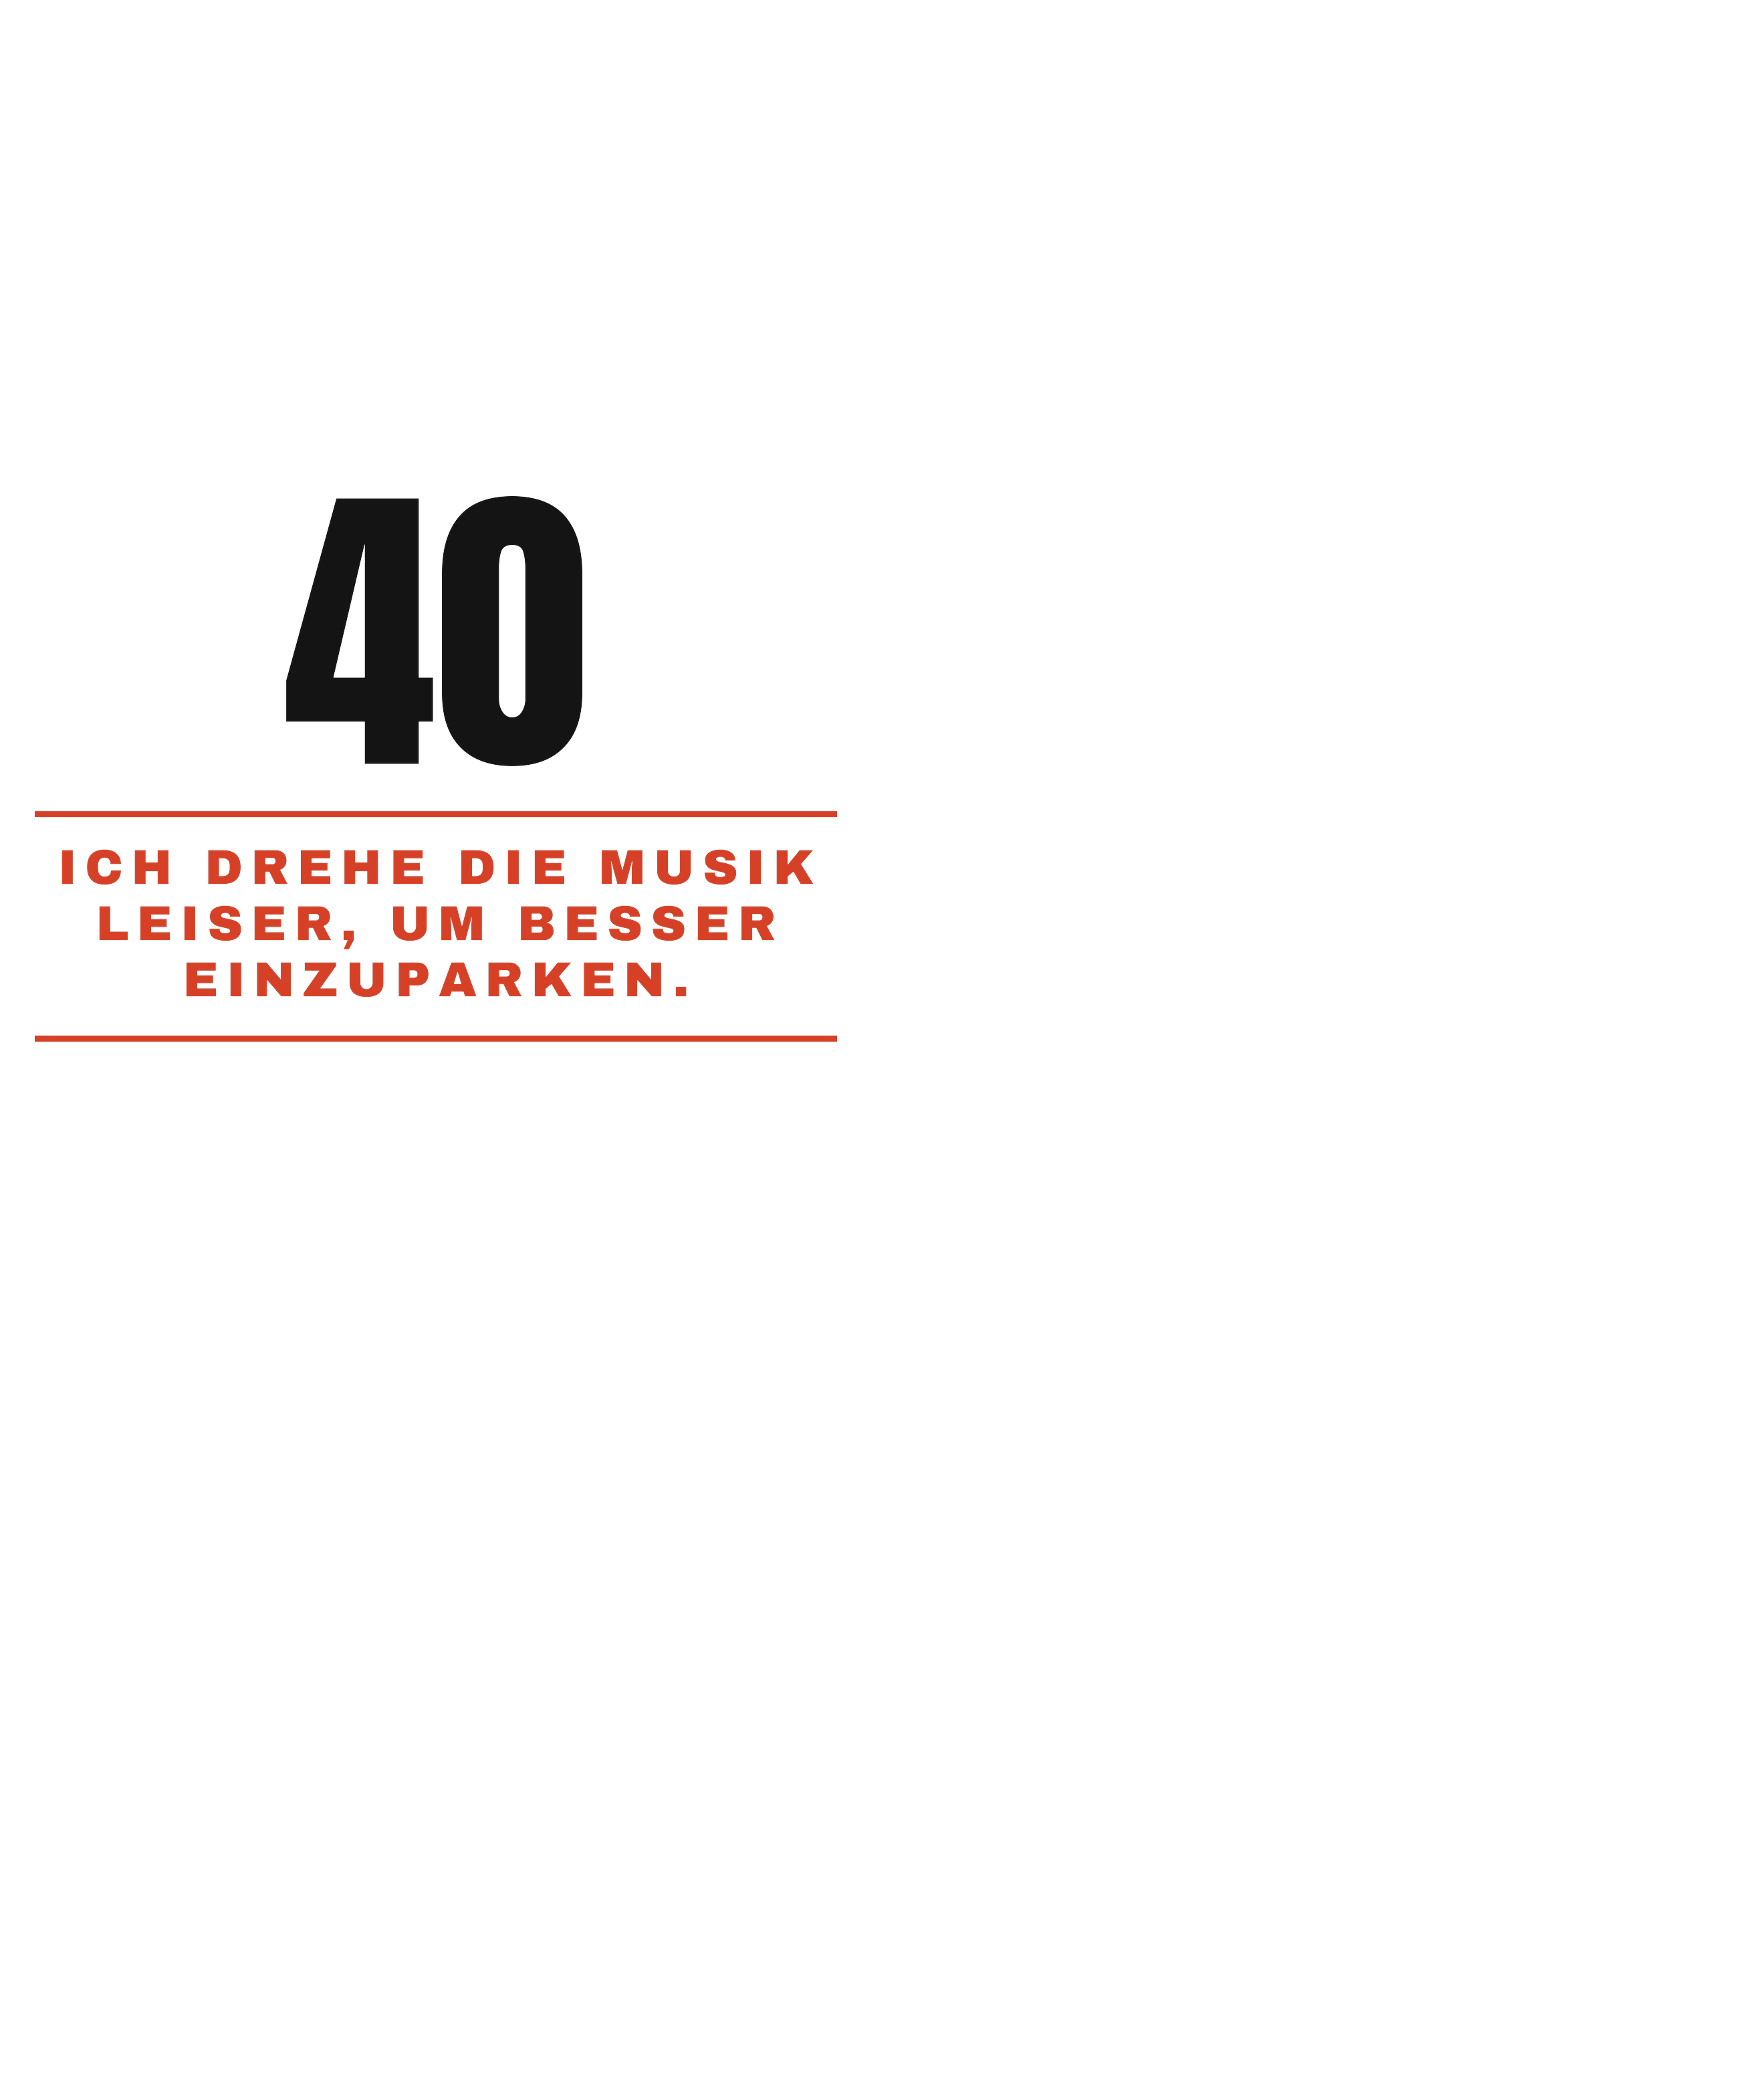 40
ICH DREHE DIE MUSIK
LEISER, UM BESSER
EINZUPARKEN.